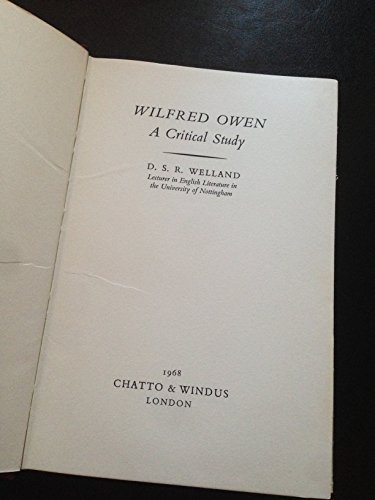 WILFRED OWEN
A Critical Study
D. S. R. WELLAND
Lecturer in English Literature in
the University of Nottingham
1968
CHATTO & WINDUS
LONDON